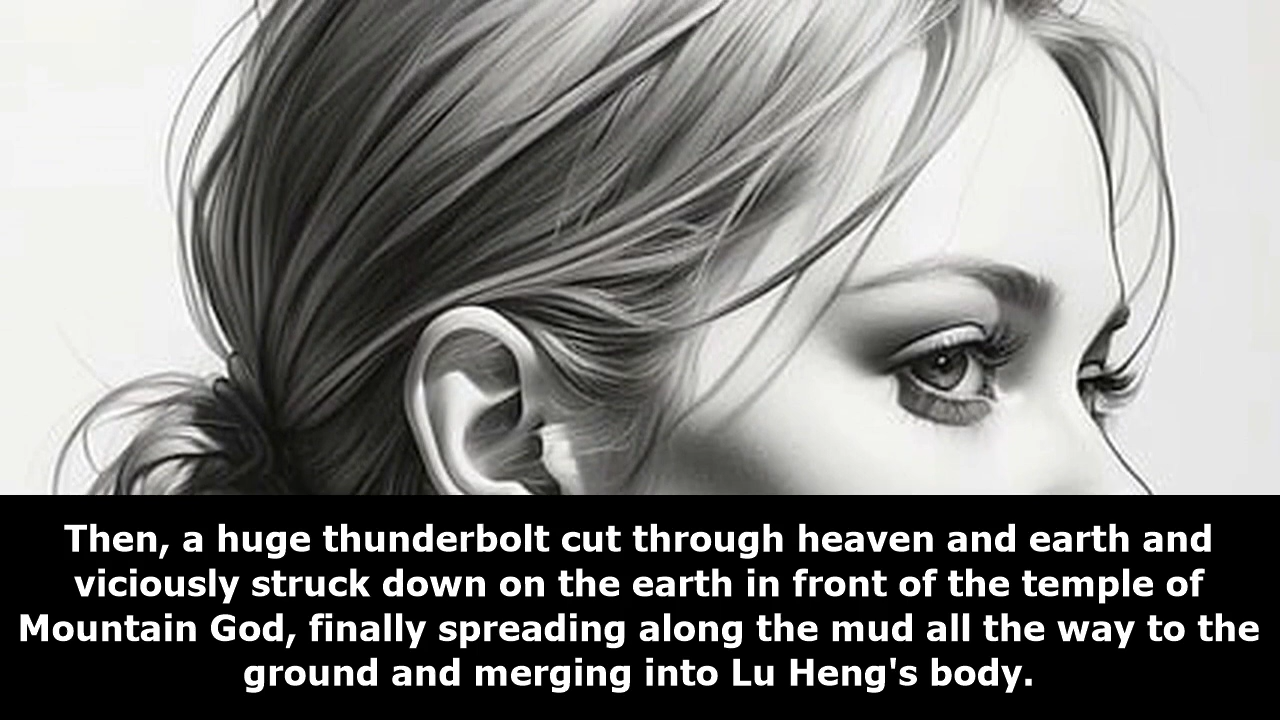 Then, a huge thunderbolt cut through heaven and earth and
viciously struck down on the earth in front of the temple of
Mountain God, finally spreading along the mud all the way to the
ground and merging into Lu Heng's body.